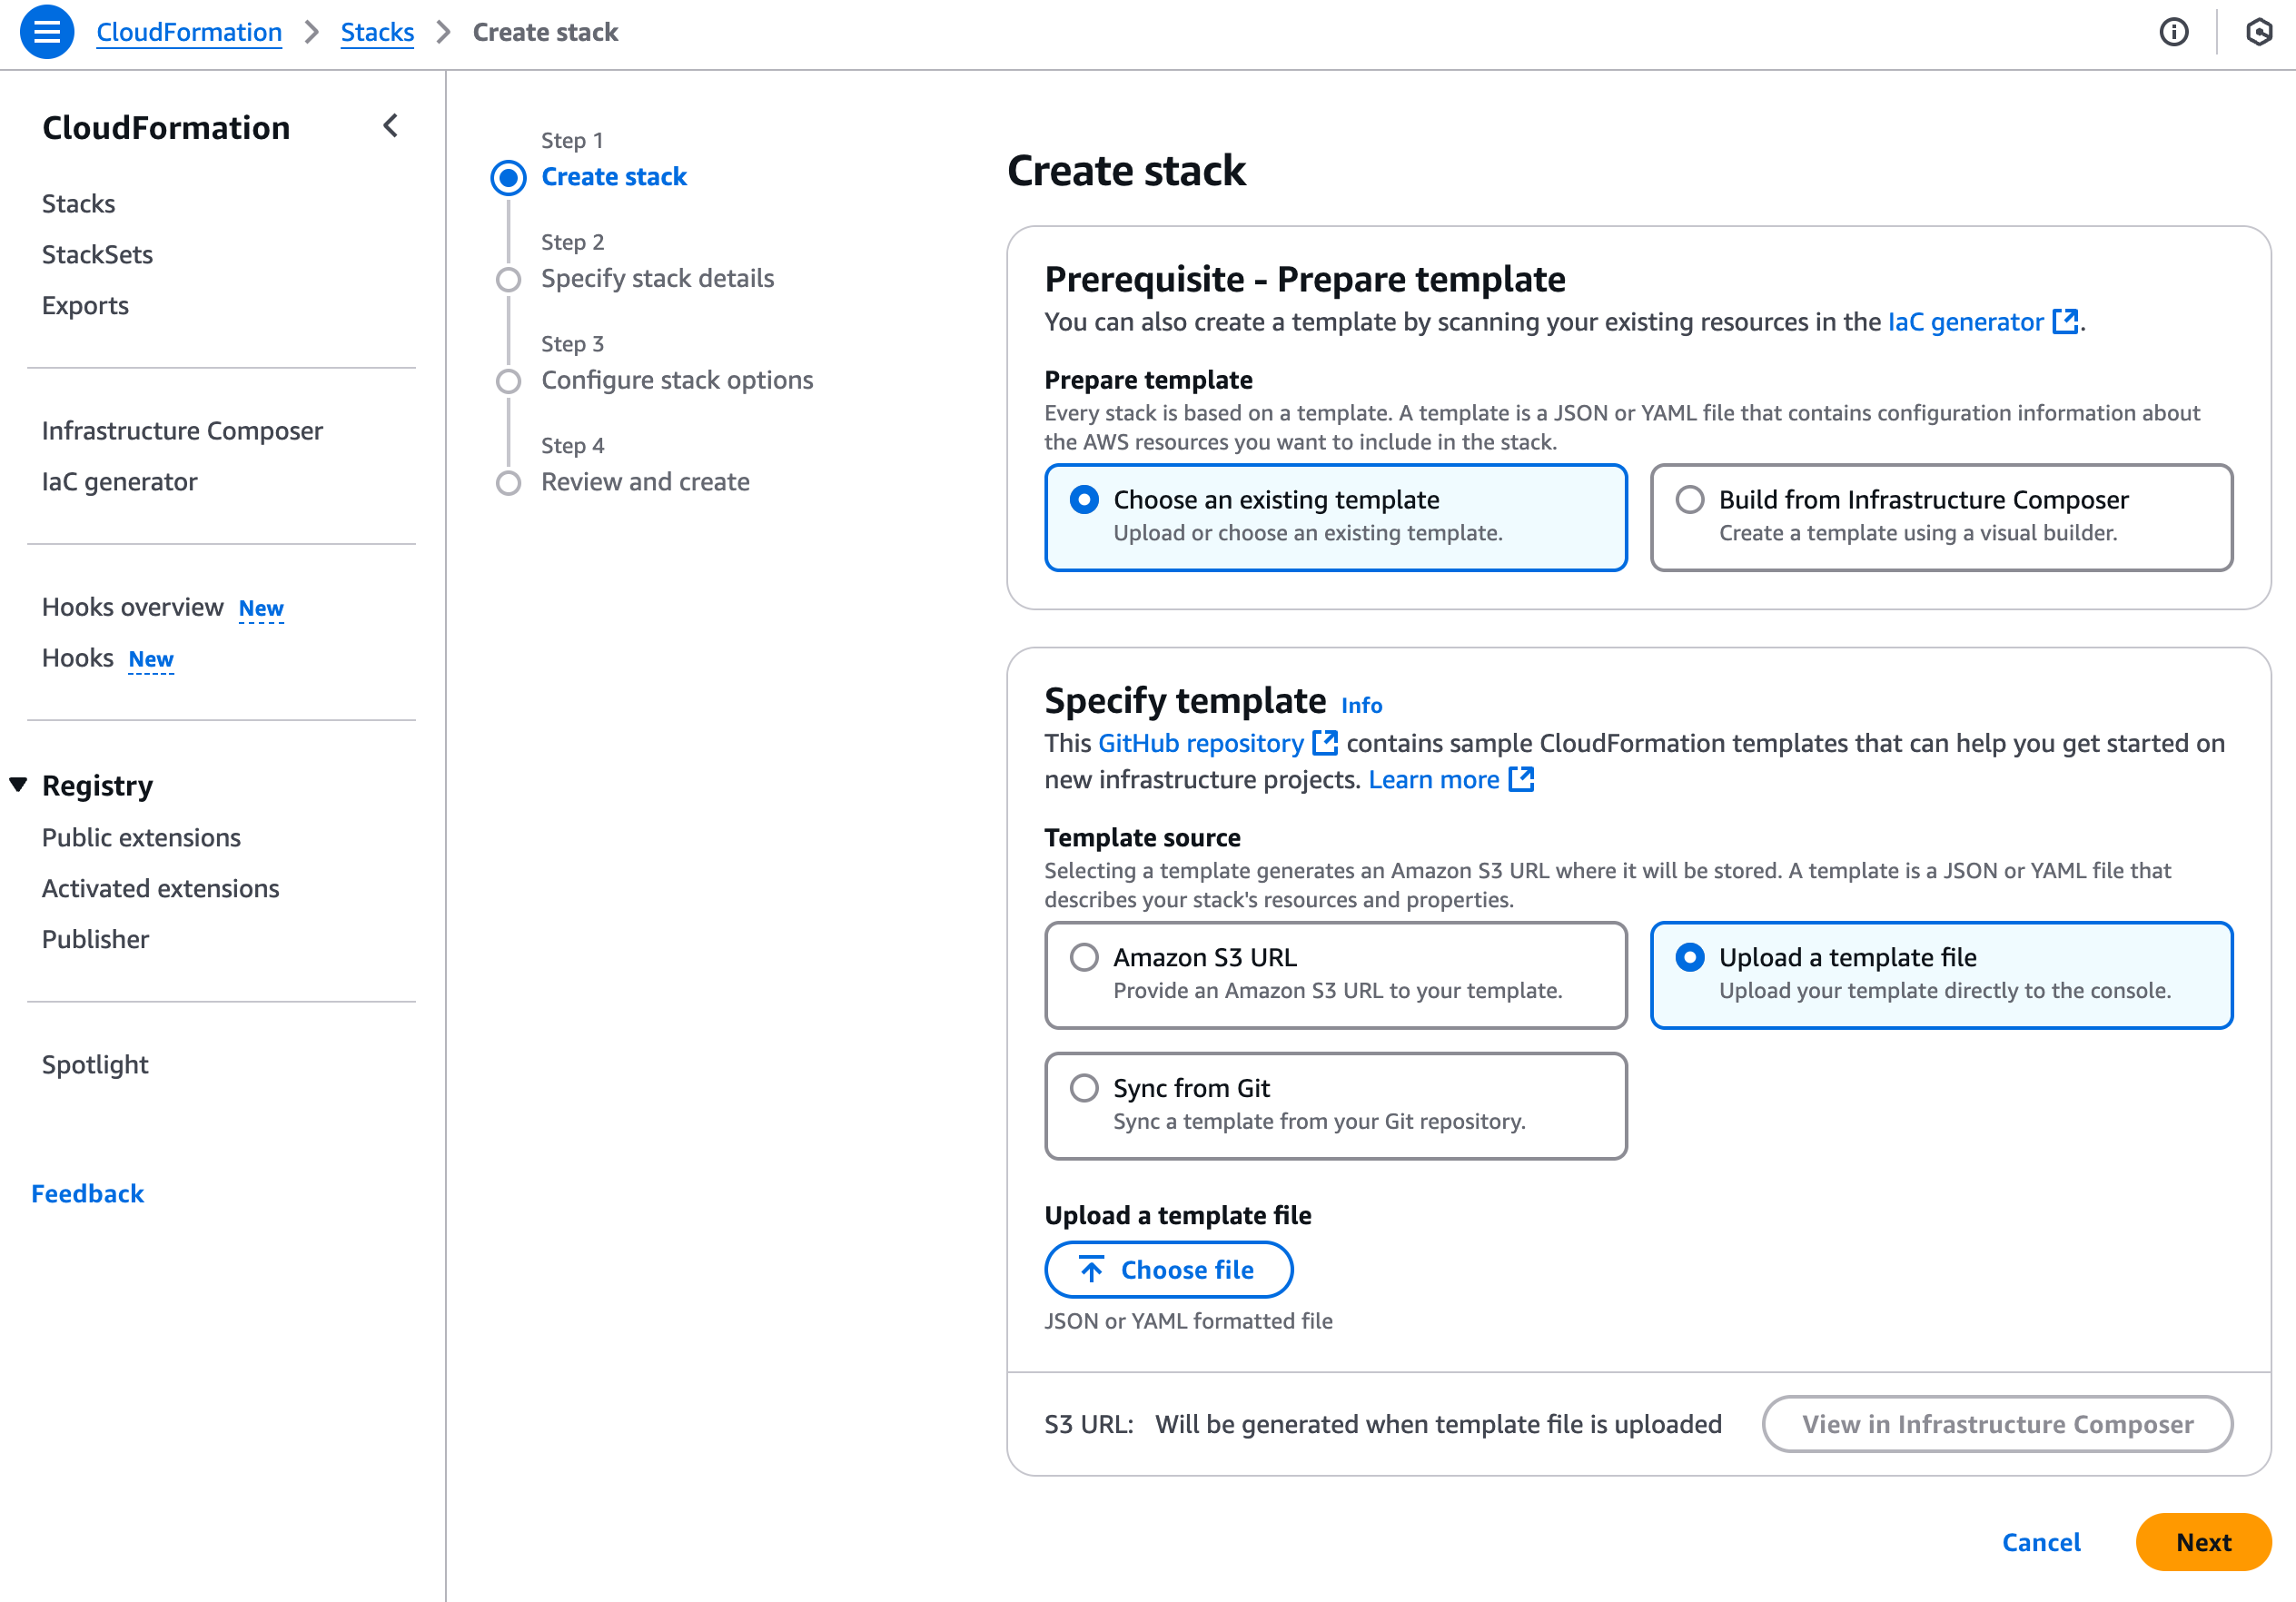 CloudFormation > Stacks > Create stack
CloudFormation
Stacks
StackSets
Exports
Infrastructure Composer
IaC generator
Hooks overview New
Hooks New
Registry
Public extensions
Activated extensions
Publisher
Spotlight
Feedback
Step 1
Create stack
Step 2
Specify stack details
Step 3
Configure stack options
Step 4
Review and create
Create stack
Prerequisite - Prepare template
You can also create a template by scanning your existing resources in the IaC generator.
Prepare template
Every stack is based on a template. A template is a JSON or YAML file that contains configuration information about
the AWS resources you want to include in the stack.
Choose an existing template
Upload or choose an existing template.
Build from Infrastructure Composer
Create a template using a visual builder.
Specify template Info
This GitHub repository contains sample CloudFormation templates that can help you get started on
new infrastructure projects. Learn more
Template source
Selecting a template generates an Amazon S3 URL where it will be stored. A template is a JSON or YAML file that
describes your stack's resources and properties.
Amazon S3 URL
Provide an Amazon S3 URL to your template.
Upload a template file
Upload your template directly to the console.
Sync from Git
Sync a template from your Git repository.
Upload a template file
Choose file
JSON or YAML formatted file
S3 URL: Will be generated when template file is uploaded
View in Infrastructure Composer
Cancel
Next